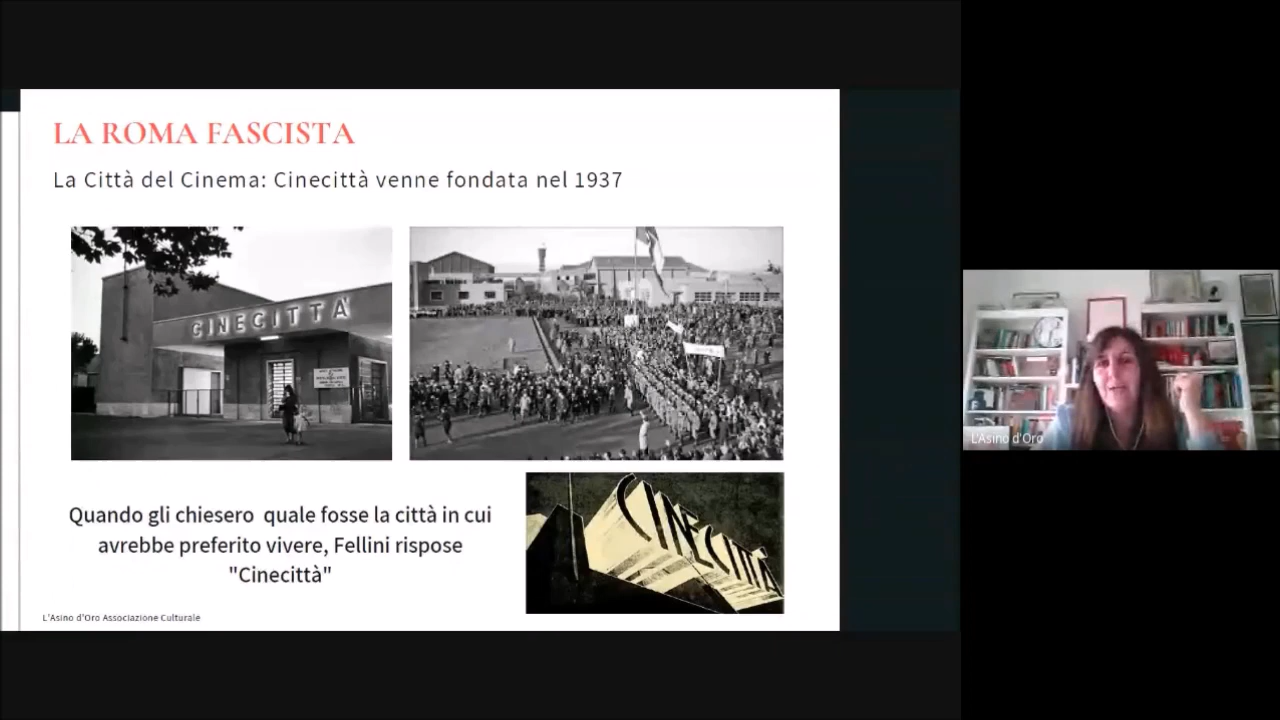 LA ROMA FASCISTA
La Città del Cinema: Cinecittà venne fondata nel 1937
CINECITTÀ
CINECITTÀ
Quando gli chiesero quale fosse la città in cui
avrebbe preferito vivere, Fellini rispose
"Cinecittà"
L'Asino d'Oro Associazione Culturale
L'Asino d'Oro